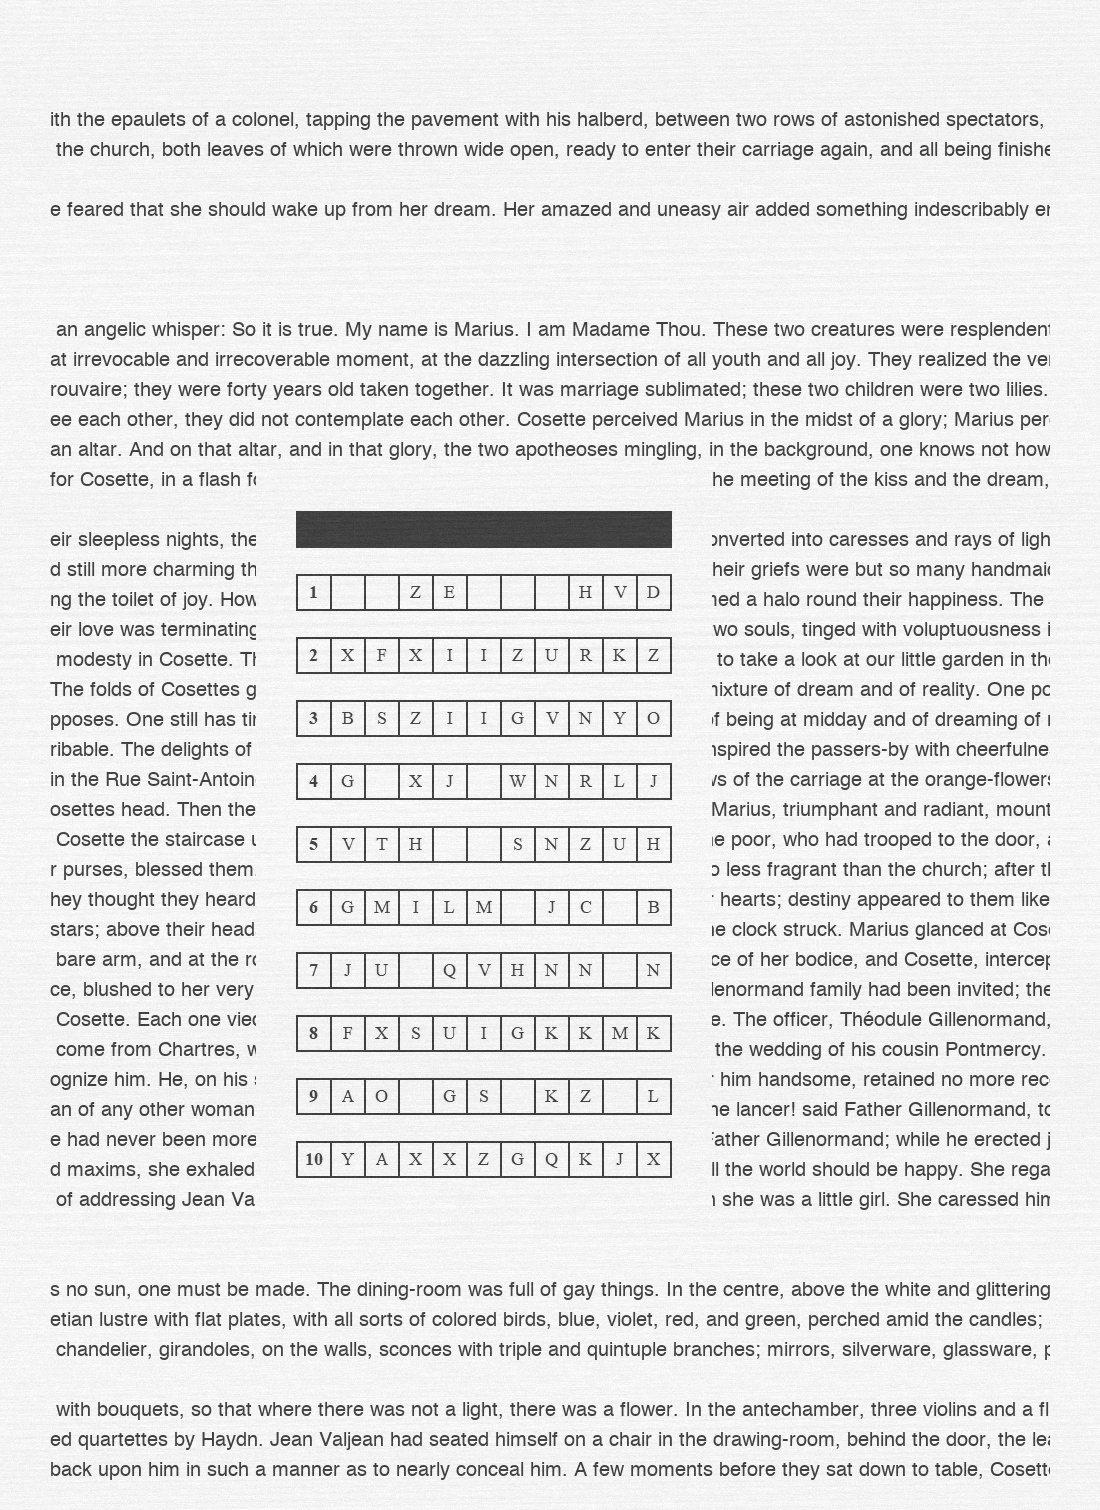 ith the epaulets of a colonel, tapping the pavement with his halberd, between two rows of astonished spectators,
the church, both leaves of which were thrown wide open, ready to enter their carriage again, and all being finishe
e feared that she should wake up from her dream. Her amazed and uneasy air added something indescribably er
an angelic whisper: So it is true. My name is Marius. I am Madame Thou. These two creatures were resplendent
at irrevocable and irrecoverable moment, at the dazzling intersection of all youth and all joy. They realized the ver
rouvaire; they were forty years old taken together. It was marriage sublimated; these two children were two lilies.
ee each other, they did not contemplate each other. Cosette perceived Marius in the midst of a glory; Marius per
an altar. And on that altar, and in that glory, the two apotheoses mingling, in the background, one knows not how
for Cosette, in a flash fo
eir sleepless nights, the
d still more charming th
ng the toilet of joy. How
eir love was terminating
modesty in Cosette. Th
The folds of Cosettes g
pposes. One still has tim
ribable. The delights of
in the Rue Saint-Antoin
osettes head. Then the
Cosette the staircase u
r purses, blessed them.
hey thought they heard
stars; above their head
bare arm, and at the ro
ce, blushed to her very
Cosette. Each one vied
come from Chartres, w
ognize him. He, on his s
an of any other woman
e had never been more
d maxims, she exhaled
of addressing Jean Va
1 Z E H V D
2 X F X I I Z U R K Z
3 B S Z I I G V N Y O
4 G X J W N R L J
5 V T H S N Z U H
6 G M I L M J C B
7 J U Q V H N N N
8 F X S U I G K K M K
9 A O G S K Z L
10 Y A X X Z G Q K J X
he meeting of the kiss and the dream,
onverted into caresses and rays of ligh
heir griefs were but so many handmaid
ned a halo round their happiness. The
wo souls, tinged with voluptuousness i
to take a look at our little garden in the
nixture of dream and of reality. One po
of being at midday and of dreaming of
nspired the passers-by with cheerfulne
ws of the carriage at the orange-flowers
Marius, triumphant and radiant, mount
e poor, who had trooped to the door, a
o less fragrant than the church; after th
hearts; destiny appeared to them like
e clock struck. Marius glanced at Cose
ce of her bodice, and Cosette, intercep
lenormand family had been invited; the
e. The officer, Théodule Gillenormand,
the wedding of his cousin Pontmercy.
him handsome, retained no more reco
he lancer! said Father Gillenormand, to
Father Gillenormand; while he erected j
ll the world should be happy. She rega
she was a little girl. She caressed him
s no sun, one must be made. The dining-room was full of gay things. In the centre, above the white and glittering
etian lustre with flat plates, with all sorts of colored birds, blue, violet, red, and green, perched amid the candles;
chandelier, girandoles, on the walls, sconces with triple and quintuple branches; mirrors, silverware, glassware, p
with bouquets, so that where there was not a light, there was a flower. In the antechamber, three violins and a fl
ed quartettes by Haydn. Jean Valjean had seated himself on a chair in the drawing-room, behind the door, the lea
back upon him in such a manner as to nearly conceal him. A few moments before they sat down to table, Cosette